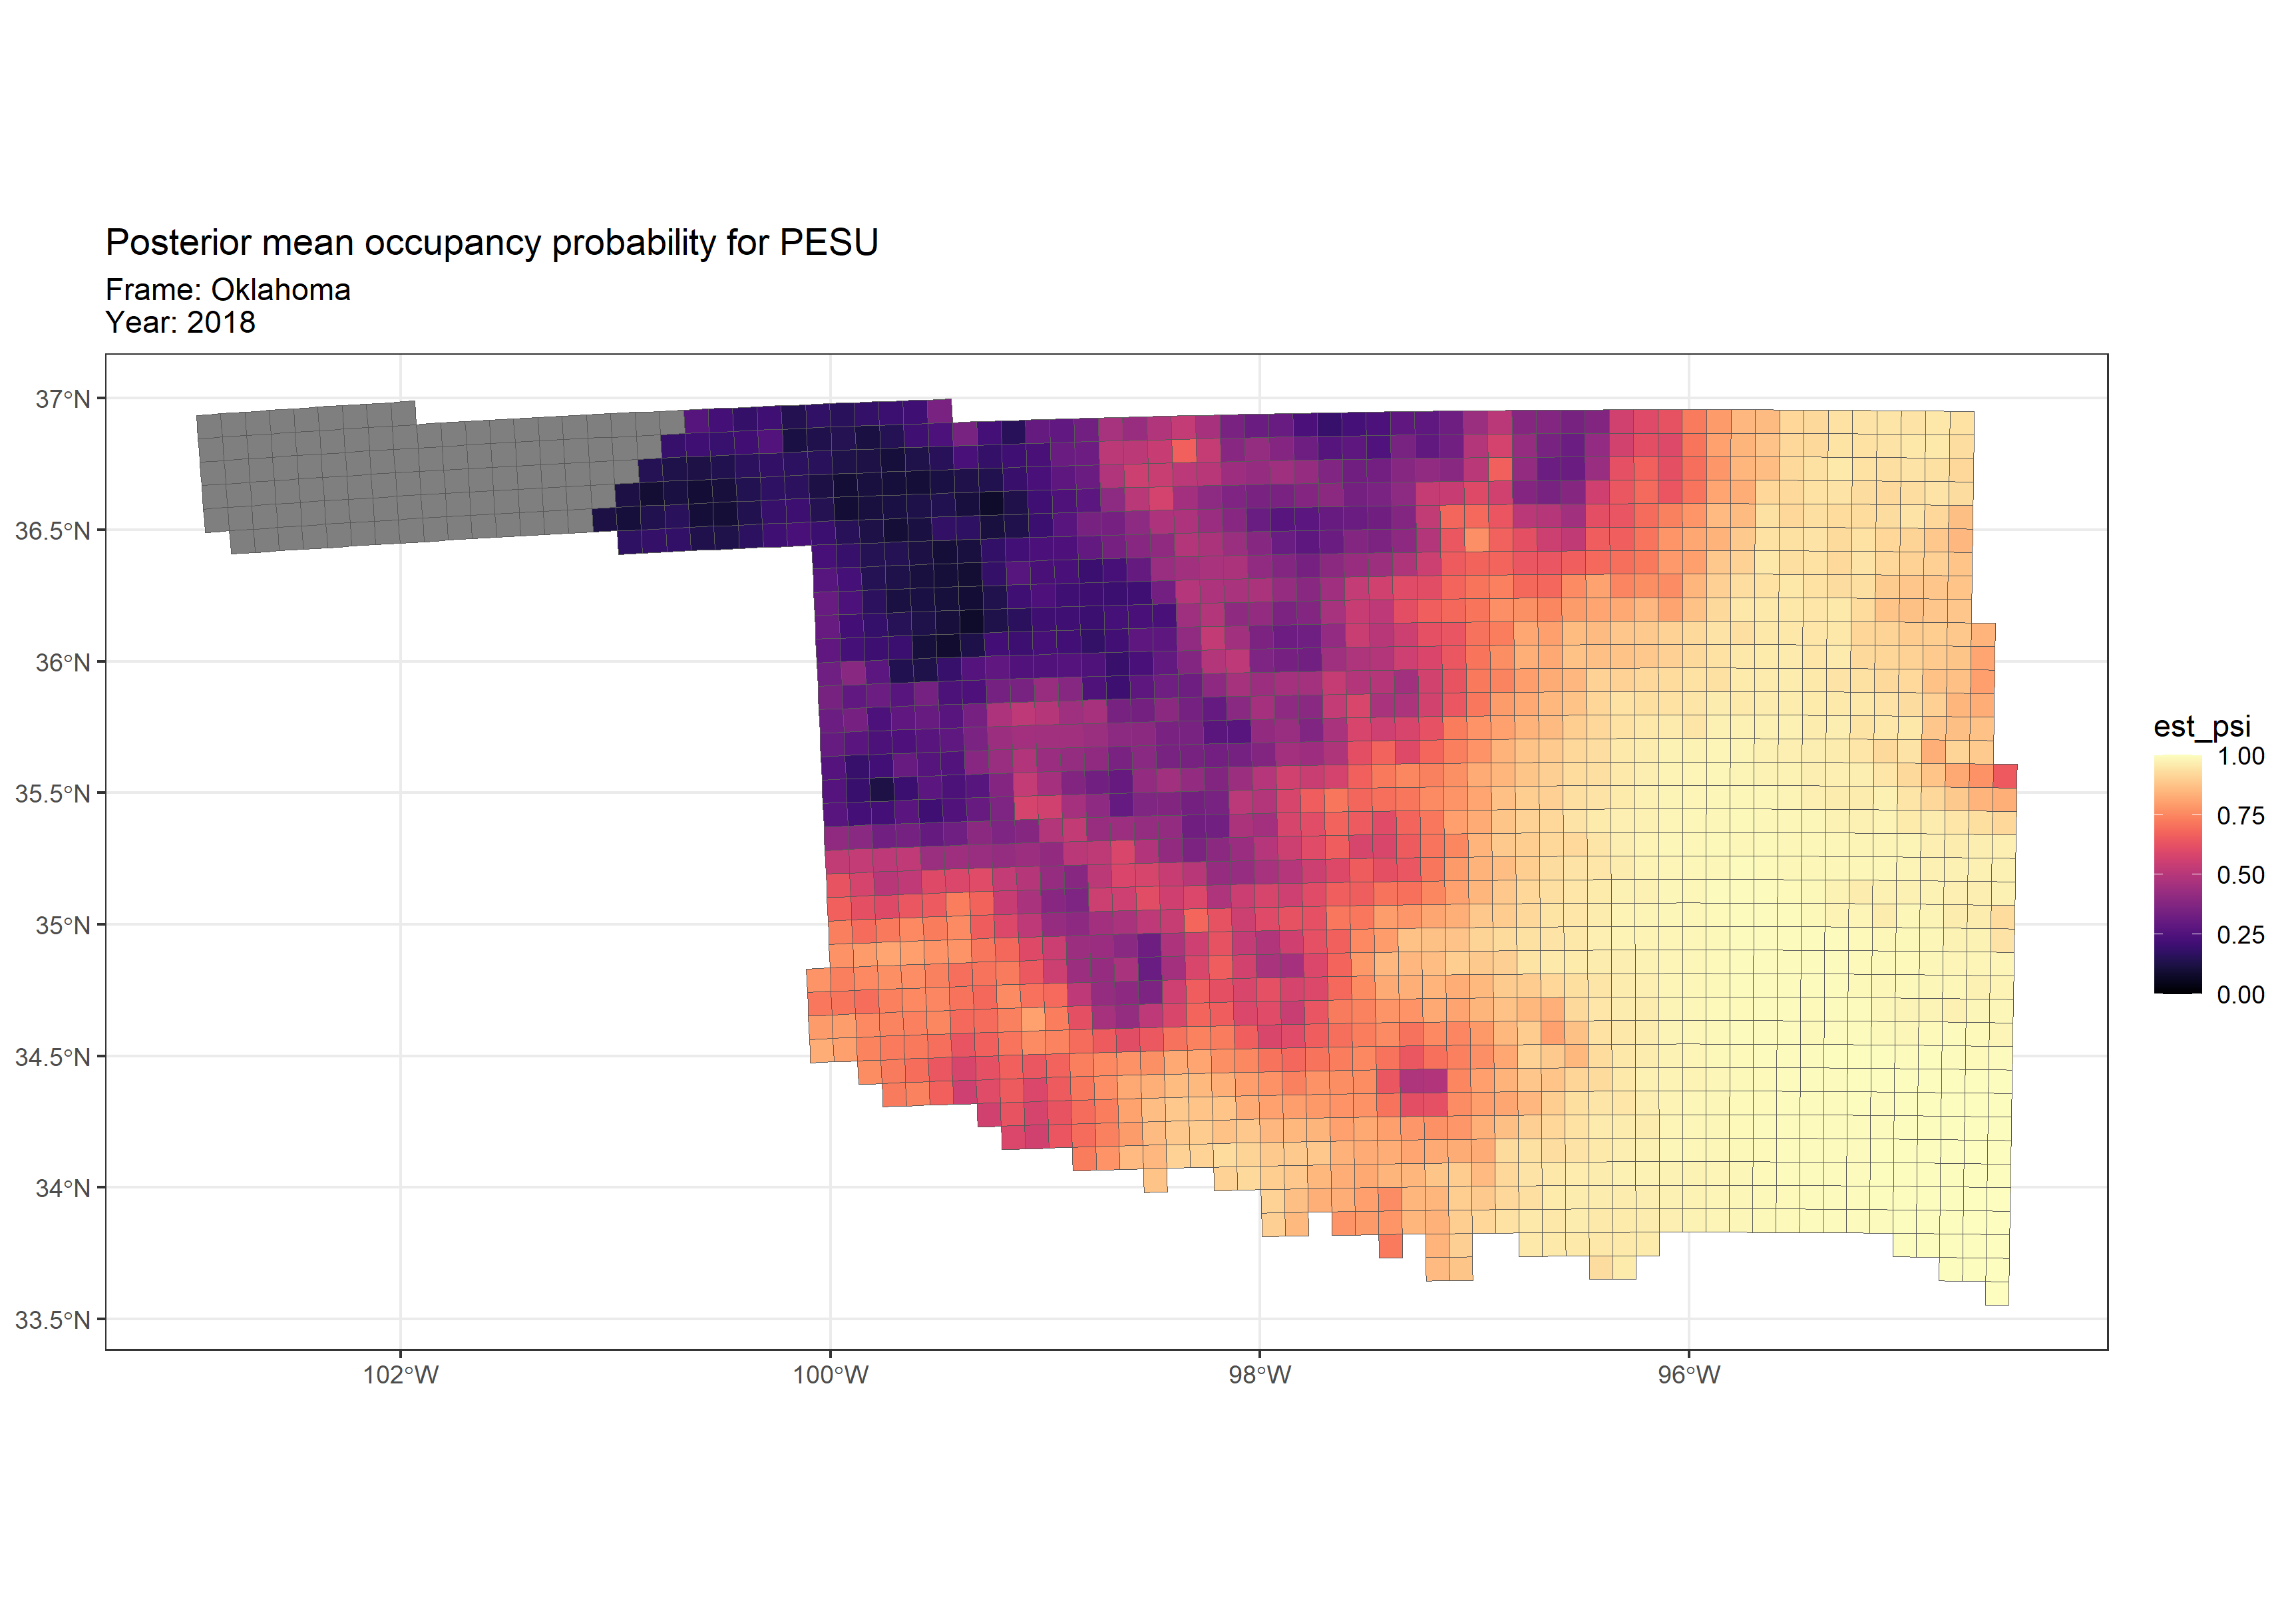 Posterior mean occupancy probability for PESU
Frame: Oklahoma
Year: 2018
37°N
36.5°N
36°N
35.5°N
35°N
34.5°N
34°N
33.5°N
102°W
100°W
98°W
96°W
est_psi
1.00
0.75
0.50
0.25
0.00